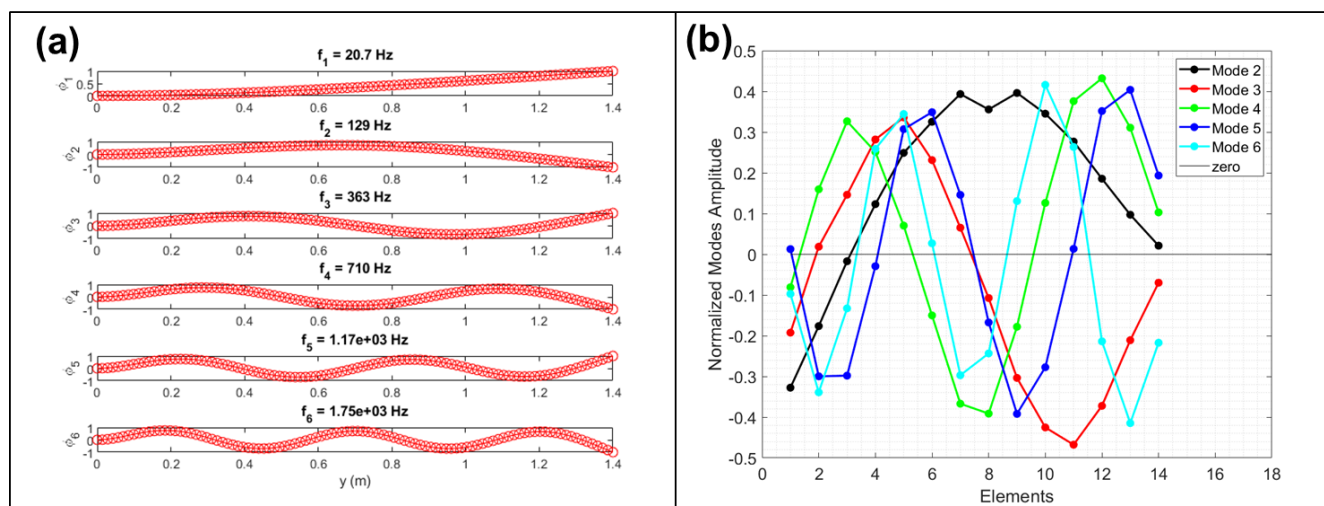 (a)
f1 = 20.7 Hz
ϕ1
1
0.5
0
0 0.2 0.4 0.6 0.8 1 1.2 1.4
f2 = 129 Hz
ϕ2
1
0
-1
0 0.2 0.4 0.6 0.8 1 1.2 1.4
f3 = 363 Hz
ϕ3
1
0
-1
0 0.2 0.4 0.6 0.8 1 1.2 1.4
f4 = 710 Hz
ϕ4
1
0
-1
0 0.2 0.4 0.6 0.8 1 1.2 1.4
f5 = 1.17e+03 Hz
ϕ5
1
0
-1
0 0.2 0.4 0.6 0.8 1 1.2 1.4
f6 = 1.75e+03 Hz
ϕ6
1
0
-1
0 0.2 0.4 0.6 0.8 1 1.2 1.4
y (m)
(b)
Normalized Modes Amplitude
0.5
0.4
0.3
0.2
0.1
0
-0.1
-0.2
-0.3
-0.4
-0.5
0 2 4 6 8 10 12 14 16 18
Elements
Mode 2
Mode 3
Mode 4
Mode 5
Mode 6
zero